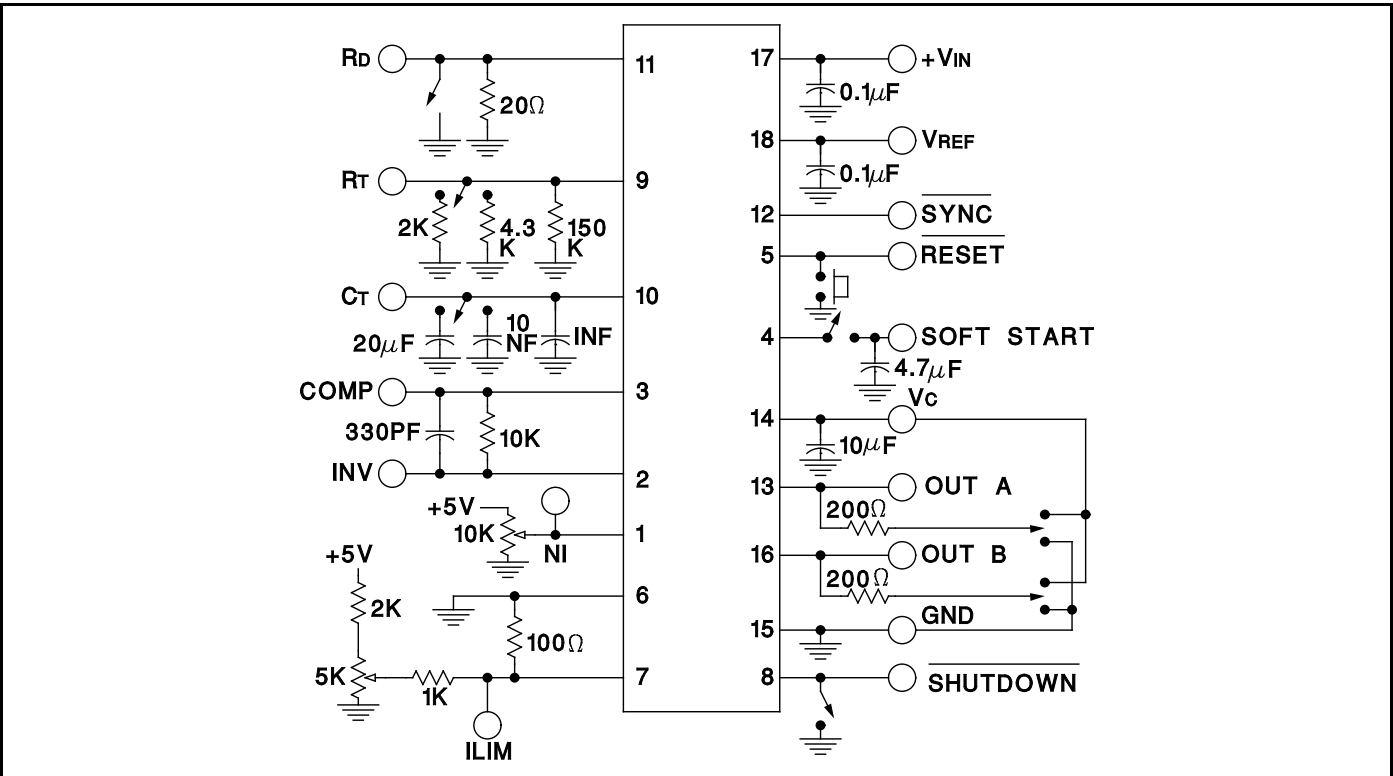 RD
11
20Ω
RT
9
2K
4.3
K
150
K
CT
10
20μF
10
NF
INF
COMP
3
330PF
10K
INV
2
+5V
10K
1
NI
+5V
2K
6
100Ω
5K
1K
7
ILIM
17
+VIN
0.1μF
18
VREF
0.1μF
12
SYNC
5
RESET
4
SOFT START
4.7μF
VC
14
10μF
13
OUT A
200Ω
16
OUT B
200Ω
GND
15
8
SHUTDOWN